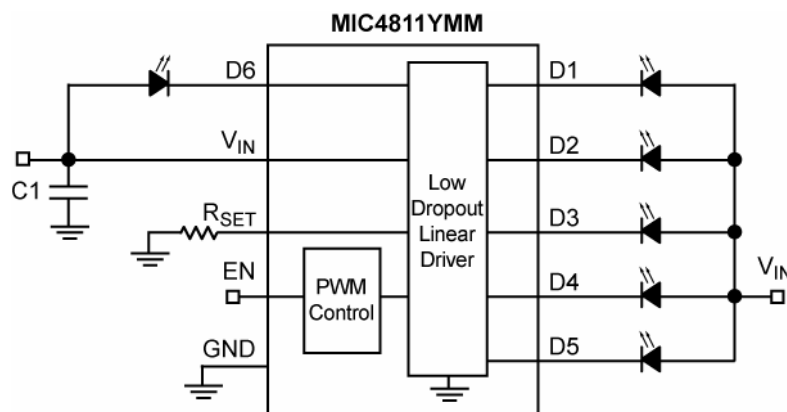 MIC4811YMM
D6
D1
VIN
D2
C1
Low
Dropout
Linear
Driver
RSET
D3
EN
PWM
Control
D4
VIN
GND
D5